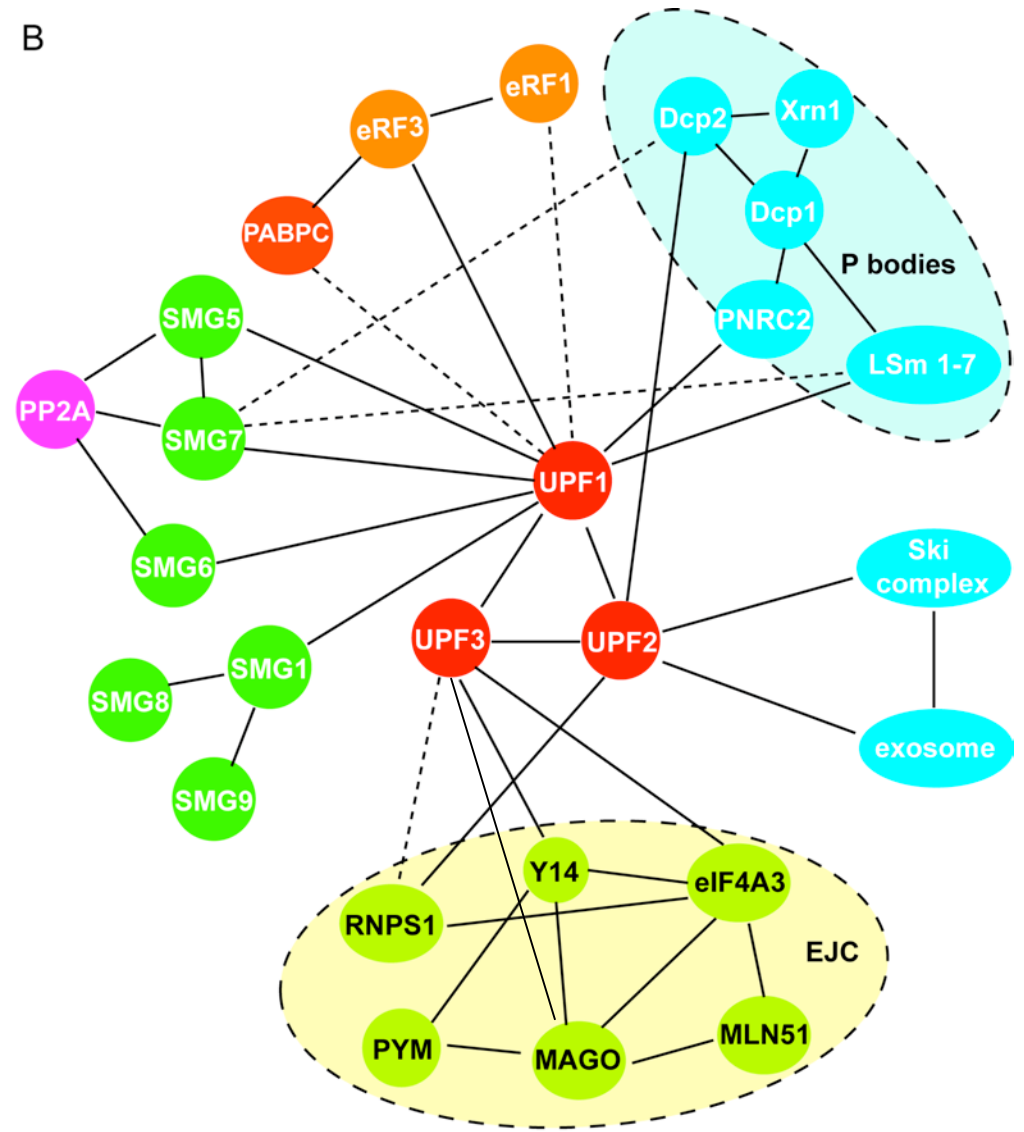 B
eRF1
eRF3
Dcp2
Xrn1
Dcp1
PABPC
P bodies
SMG5
PNRC2
LSm 1-7
PP2A
SMG7
UPF1
SMG6
Ski
complex
UPF3
UPF2
SMG1
SMG8
exosome
SMG9
Y14
eIF4A3
RNPS1
EJC
PYM
MAGO
MLN51